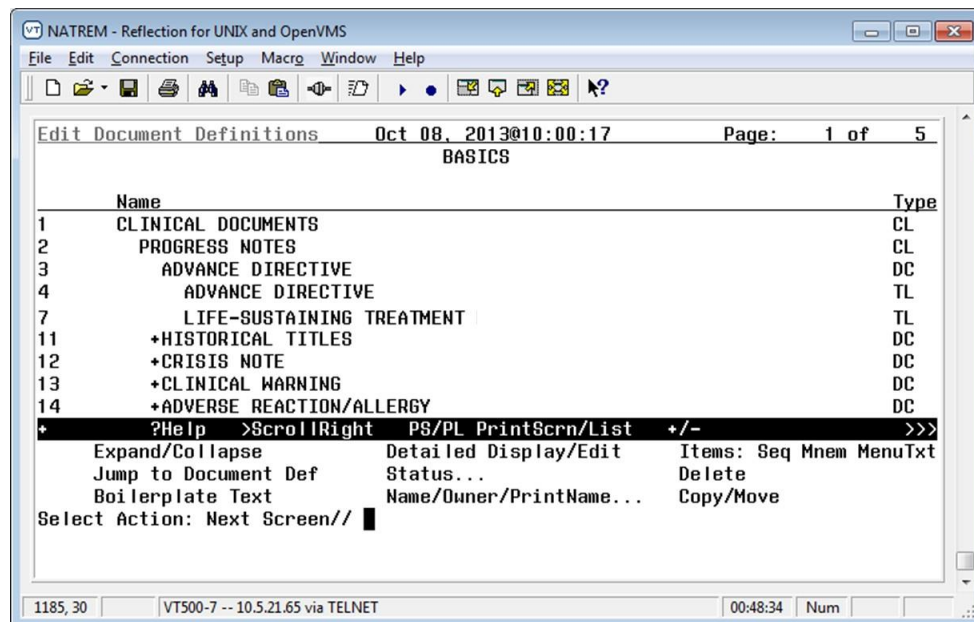 VT NATREM - Reflection for UNIX and OpenVMS
File Edit Connection Setup Macro Window Help
Edit Document Definitions Oct 08, 2013@10:00:17 Page: 1 of 5
BASICS
Name Type
1 CLINICAL DOCUMENTS CL
2 PROGRESS NOTES CL
3 ADVANCE DIRECTIVE DC
4 ADVANCE DIRECTIVE TL
7 LIFE-SUSTAINING TREATMENT TL
11 +HISTORICAL TITLES DC
12 +CRISIS NOTE DC
13 +CLINICAL WARNING DC
14 +ADVERSE REACTION/ALLERGY DC
+ ?Help >ScrollRight PS/PL PrintScrn/List +/- >>>
Expand/Collapse Detailed Display/Edit Items: Seq Mnem MenuTxt
Jump to Document Def Status... Delete
Boilerplate Text Name/Owner/PrintName... Copy/Move
Select Action: Next Screen//
1185, 30 VT500-7 -- 10.5.21.65 via TELNET 00:48:34 Num